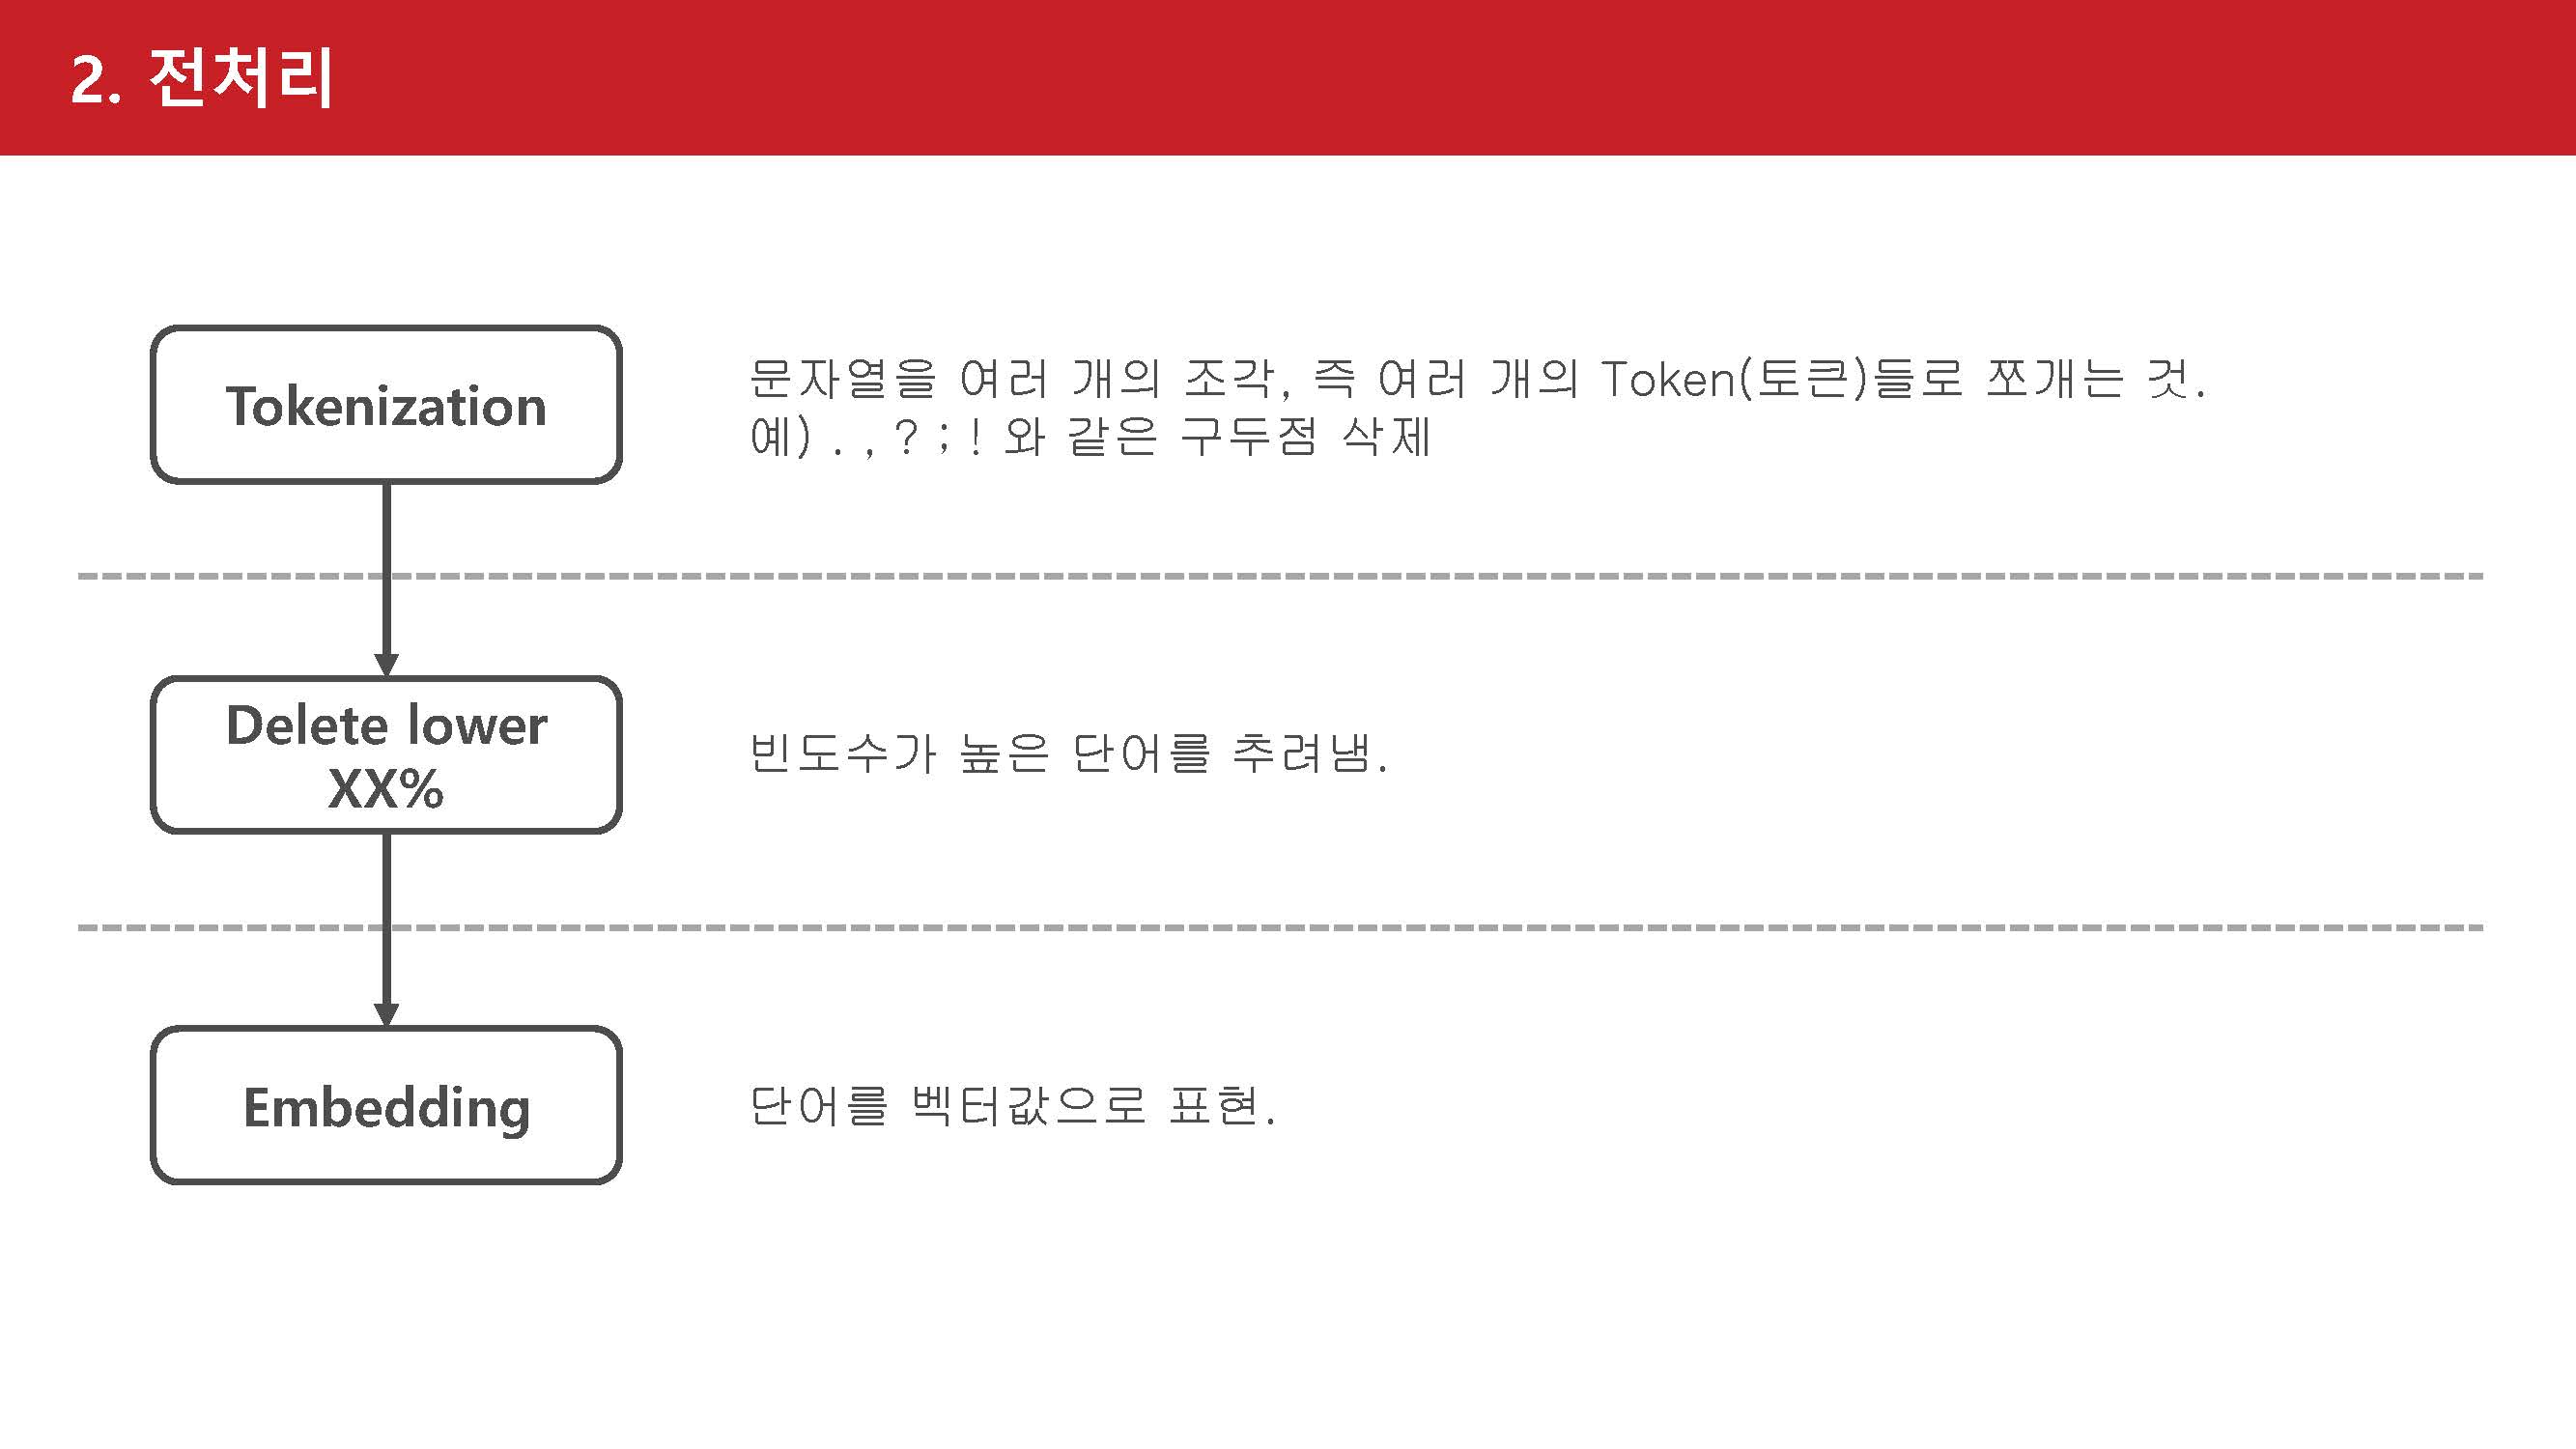 2. 전처리
Tokenization
문자열을 여러 개의 조각, 즉 여러 개의 Token(토큰)들로 쪼개는 것.
예) . , ? ; ! 와 같은 구두점 삭제
Delete lower
XX%
빈도수가 높은 단어를 추려냄.
Embedding
단어를 벡터값으로 표현.